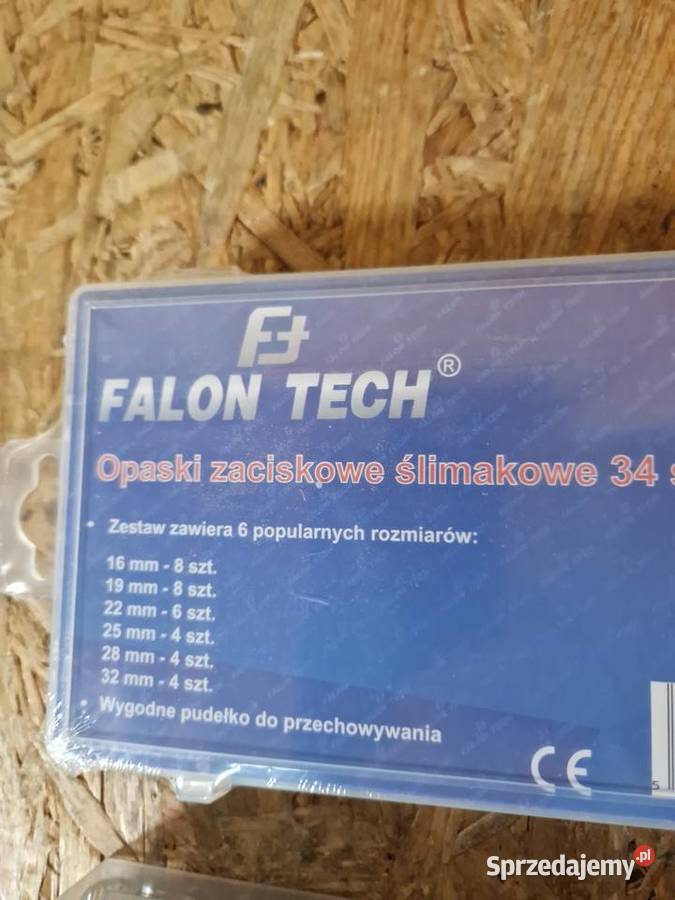 FALON TECH®
Opaski zaciskowe ślimakowe 34 s
• Zestaw zawiera 6 popularnych rozmiarów:
16 mm - 8 szt.
19 mm - 8 szt.
22 mm - 6 szt.
25 mm - 4 szt.
28 mm - 4 szt.
32 mm - 4 szt.
• Wygodne pudełko do przechowywania
CE
5
Sprzedajemy.pl